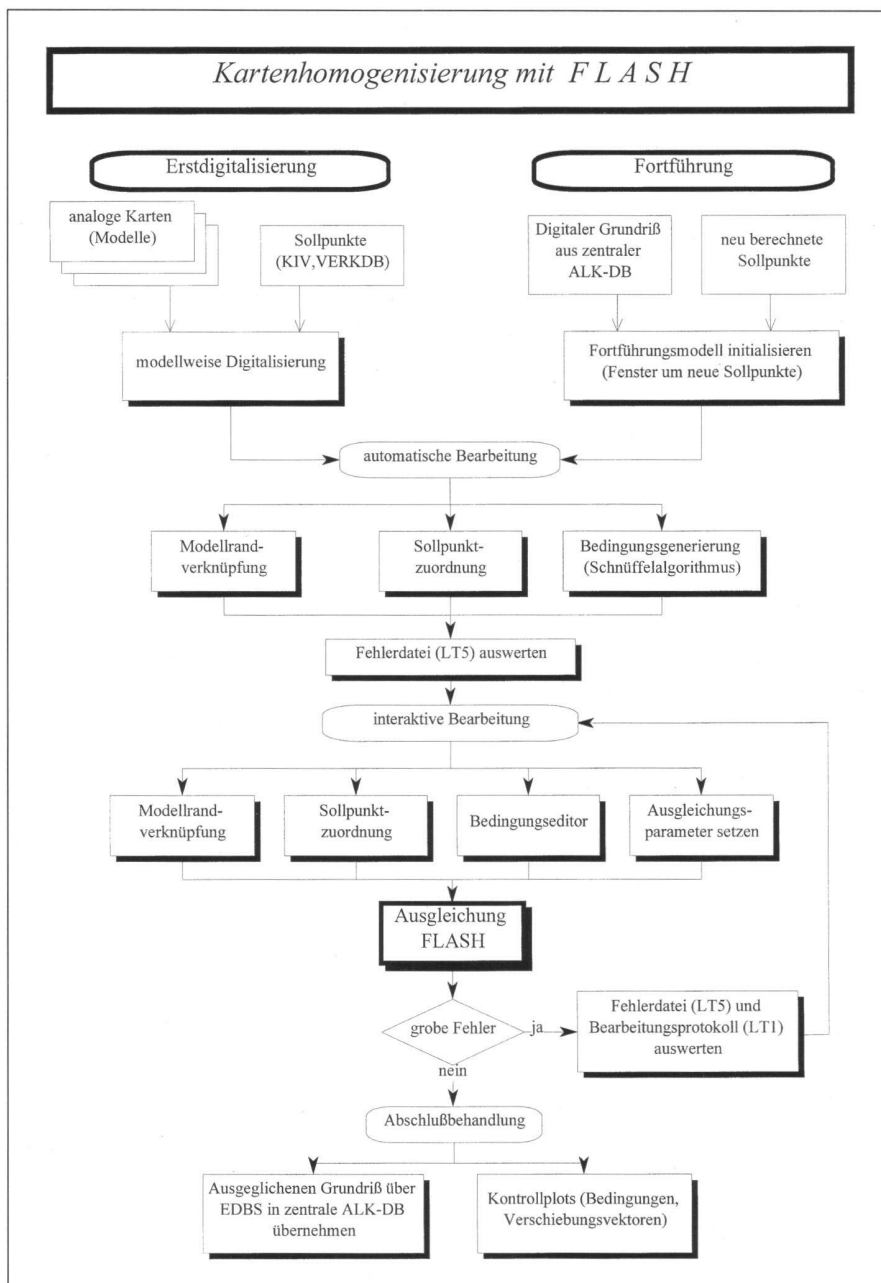 Kartenhomogenisierung mit F L A S H
Erstdigitalisierung
Fortführung
analoge Karten
(Modelle)
Sollpunkte
(KIV,VERKDB)
Digitaler Grundriß
aus zentraler
ALK-DB
neu berechnete
Sollpunkte
modellweise Digitalisierung
Fortführungsmodell initialisieren
(Fenster um neue Sollpunkte)
automatische Bearbeitung
Modellrand-
verknüpfung
Sollpunkt-
zuordnung
Bedingungsgenerierung
(Schnüffelalgorithmus)
Fehlerdatei (LT5) auswerten
interaktive Bearbeitung
Modellrand-
verknüpfung
Sollpunkt-
zuordnung
Bedingungseditor
Ausgleichungs-
parameter setzen
Ausgleichung
FLASH
grobe Fehler
ja
Fehlerdatei (LT5) und
Bearbeitungsprotokoll (LT1)
auswerten
nein
Abschlußbehandlung
Ausgeglichenen Grundriß über
EDBS in zentrale ALK-DB
übernehmen
Kontrollplots (Bedingungen,
Verschiebungsvektoren)